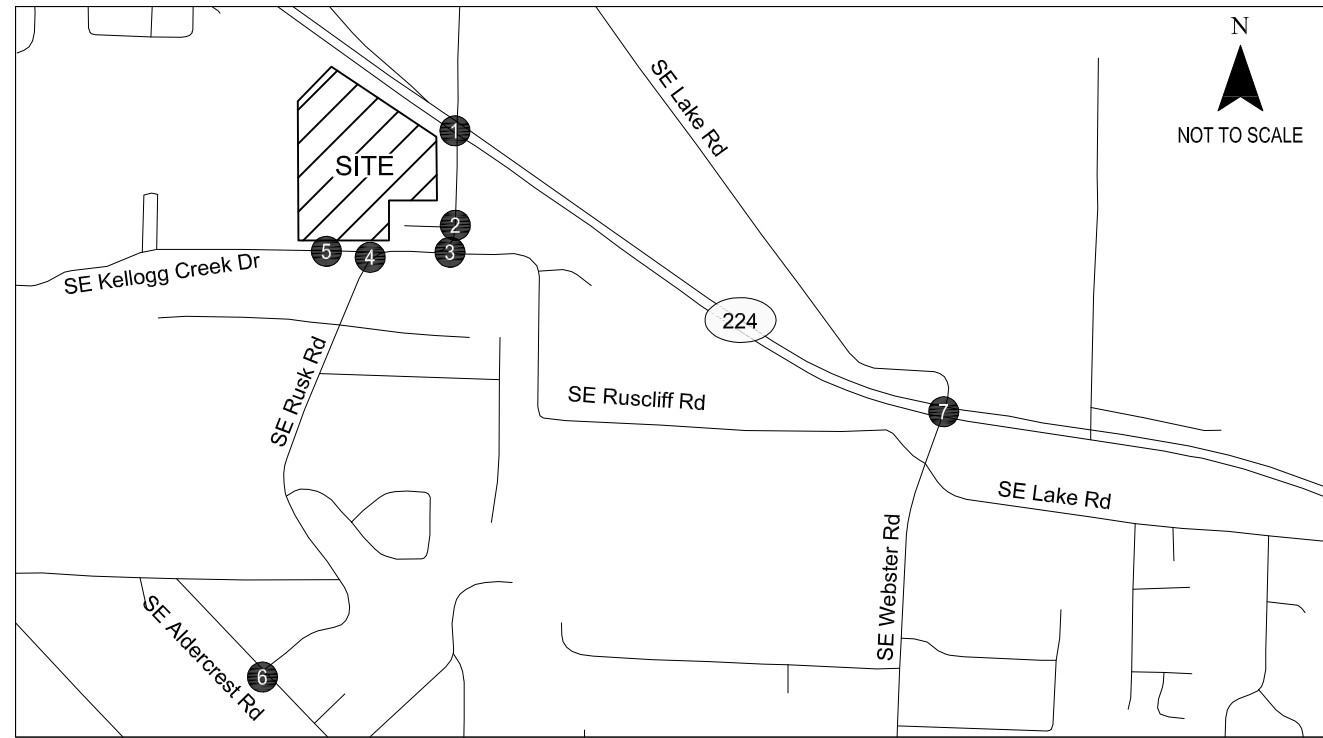 N
NOT TO SCALE
SE Lake Rd
1
SITE
2
5
4
3
SE Kellogg Creek Dr
224
SE Rusk Rd
SE Ruscliff Rd
7
SE Lake Rd
SE Webster Rd
SE Aldercrest Rd
6